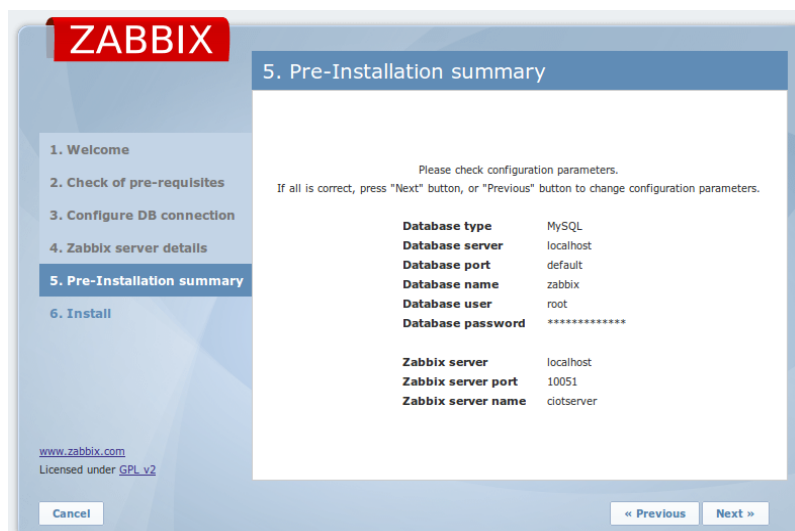 ZABBIX
5. Pre-Installation summary
1. Welcome
2. Check of pre-requisites
3. Configure DB connection
4. Zabbix server details
5. Pre-Installation summary
6. Install
Please check configuration parameters.
If all is correct, press "Next" button, or "Previous" button to change configuration parameters.
Database type MySQL
Database server localhost
Database port default
Database name zabbix
Database user root
Database password *************
Zabbix server localhost
Zabbix server port 10051
Zabbix server name ciotserver
www.zabbix.com
Licensed under GPL v2
Cancel
« Previous
Next »